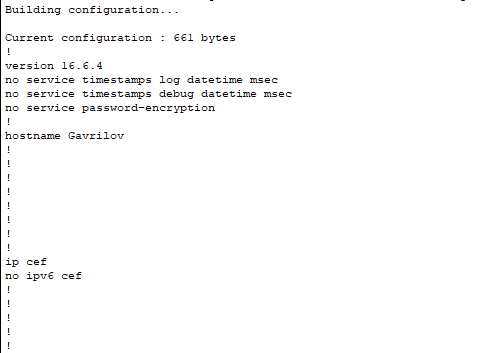 Building configuration...
Current configuration : 661 bytes
!
version 16.6.4
no service timestamps log datetime msec
no service timestamps debug datetime msec
no service password-encryption
!
hostname Gavrilov
!
!
!
!
!
!
!
!
ip cef
no ipv6 cef
!
!
!
!
!